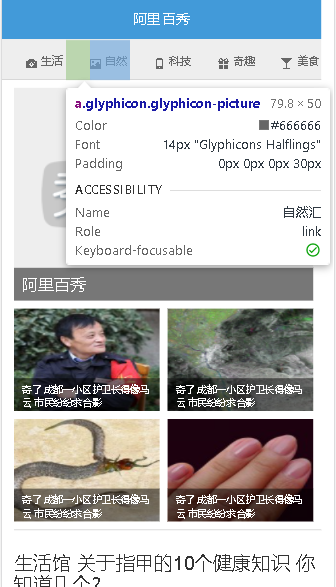 阿里百秀
生活 自然 科技 奇趣 美食
a.glyphicon.glyphicon-picture 79.8 × 50
Color #666666
Font 14px "Glyphicons Halflings"
Padding 0px 0px 0px 30px
ACCESSIBILITY
Name 自然汇
Role link
Keyboard-focusable
阿里百秀
奇了 成都一小区护卫长得像马
云 市民纷纷求合影
奇了 成都一小区护卫长得像马
云 市民纷纷求合影
奇了 成都一小区护卫长得像马
云 市民纷纷求合影
奇了 成都一小区护卫长得像马
云 市民纷纷求合影
生活馆 关于指甲的10个健康知识 你
知道几个?